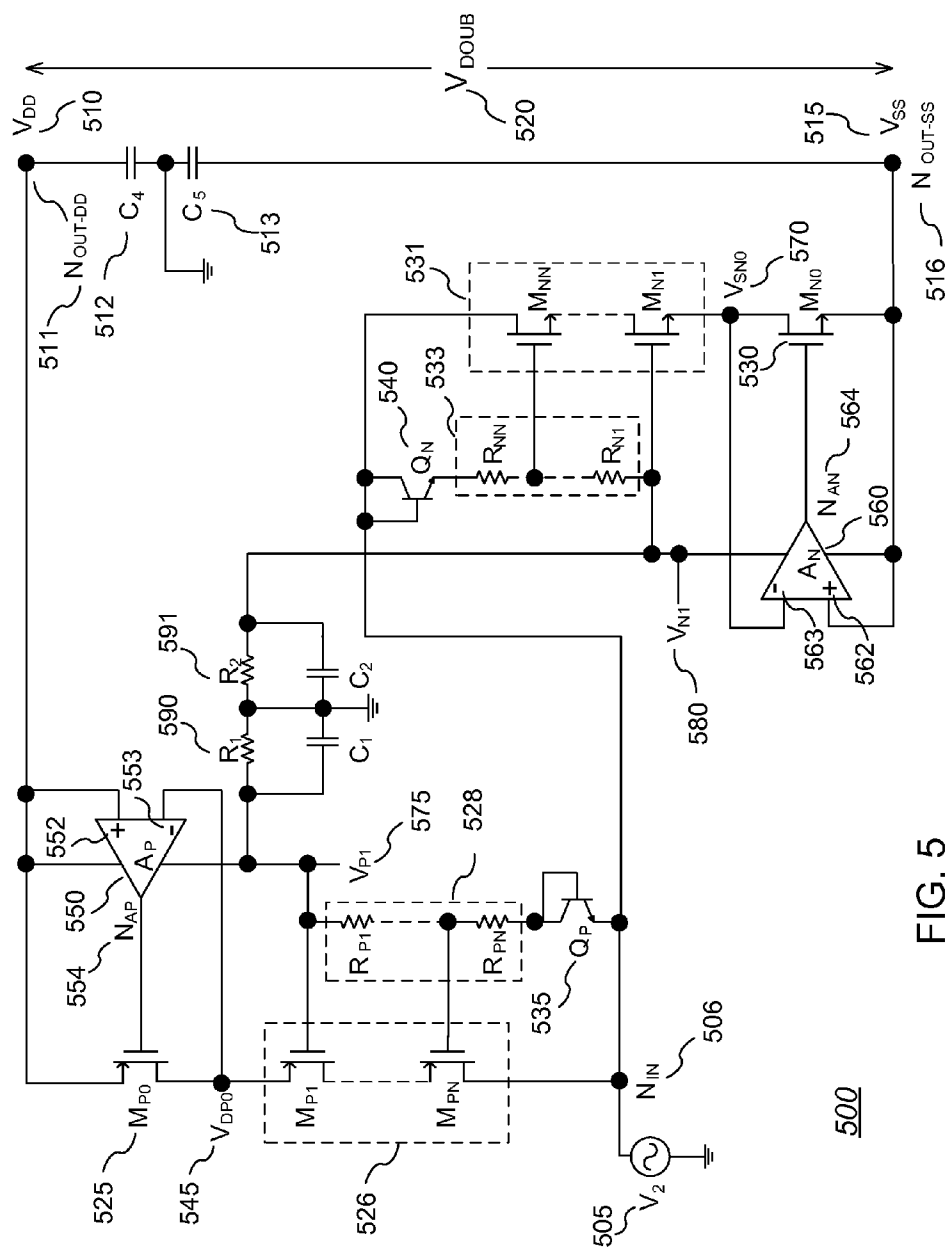 V_DD
510
V_DOUB
520
511 N_OUT-DD
512 C_4
C_5
513
515
V_SS
516 N_OUT-SS
531
M_NN
M_N1
V_SN0
570
M_N0
530
533
540
Q_N
R_NN
R_N1
N_AN
564
560
A_N
-
+
563
562
V_N1
580
591
590
R_2
R_1
C_2
C_1
553
552
+
-
A_P
550
N_AP
554
575
V_P1
528
R_P1
R_PN
Q_P
535
M_P0
525
V_DP0
545
M_P1
M_PN
526
N_IN
506
V_2
505
500
FIG. 5